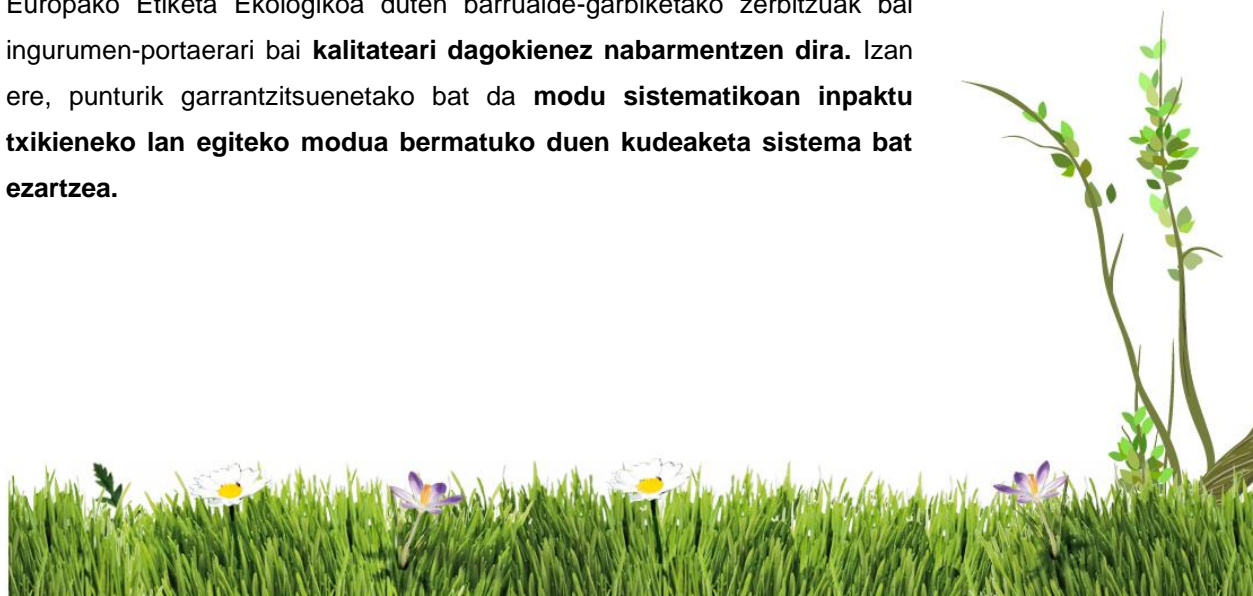 Europako Etiketa Ekologikoa duten barrualde-garbiketako zerbitzuak bai
ingurumen-portaerari bai kalitateari dagokienez nabarmentzen dira. Izan
ere, punturik garrantzitsuenetako bat da modu sistematikoan inpaktu
txikieneko lan egiteko modua bermatuko duen kudeaketa sistema bat
ezartzea.